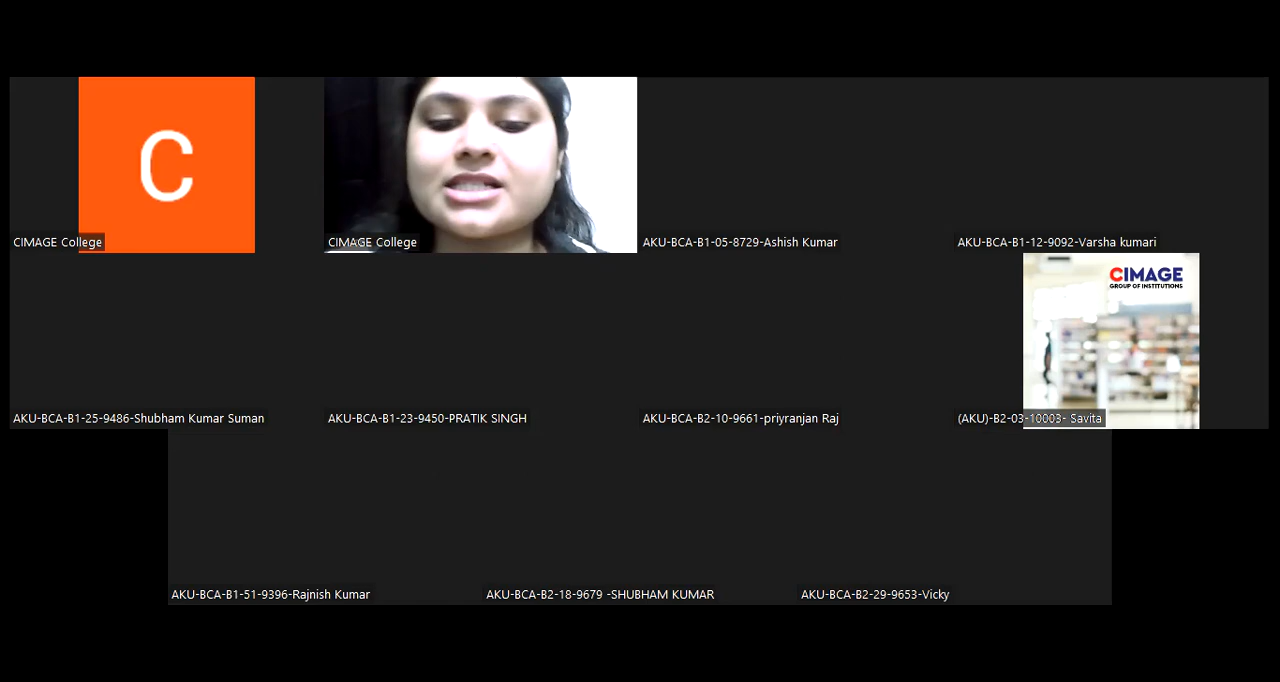 C
CIMAGE College
CIMAGE College
AKU-BCA-B1-05-8729-Ashish Kumar
AKU-BCA-B1-12-9092-Varsha kumari
CIMAGE
GROUP OF INSTITUTIONS
AKU-BCA-B1-25-9486-Shubham Kumar Suman
AKU-BCA-B1-23-9450-PRATIK SINGH
AKU-BCA-B2-10-9661-priyranjan Raj
(AKU)-B2-03-10003- Savita
AKU-BCA-B1-51-9396-Rajnish Kumar
AKU-BCA-B2-18-9679 -SHUBHAM KUMAR
AKU-BCA-B2-29-9653-Vicky